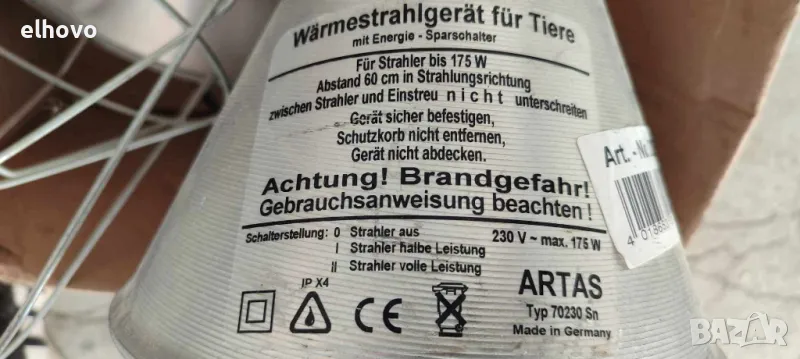 elhovo
Wärmestrahlgerät für Tiere
mit Energie - Sparschalter
Für Strahler bis 175 W
Abstand 60 cm in Strahlungsrichtung
zwischen Strahler und Einstreu nicht unterschreiten
Gerät sicher befestigen,
Schutzkorb nicht entfernen,
Gerät nicht abdecken.
Achtung! Brandgefahr!
Gebrauchsanweisung beachten!
Schalterstellung: 0 Strahler aus 230 V ~ max. 175 W
I Strahler halbe Leistung
II Strahler volle Leistung
IP X4
CE
ARTAS
Typ 70230 Sn
Made in Germany
Art.-Nr.
BAZAR.bg